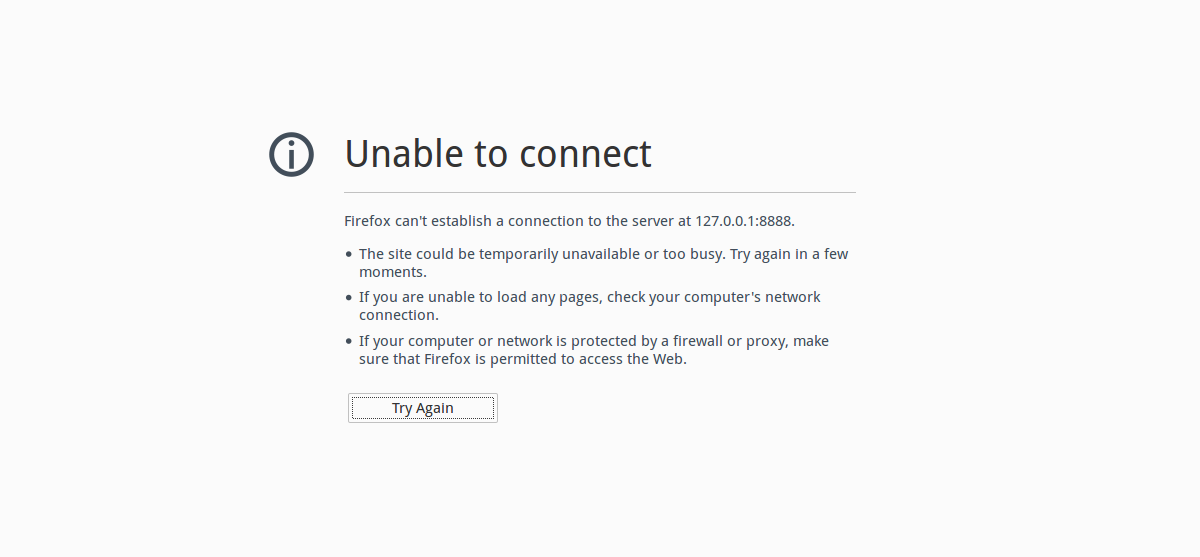 Unable to connect
Firefox can't establish a connection to the server at 127.0.0.1:8888.
• The site could be temporarily unavailable or too busy. Try again in a few
moments.
• If you are unable to load any pages, check your computer's network
connection.
• If your computer or network is protected by a firewall or proxy, make
sure that Firefox is permitted to access the Web.
Try Again